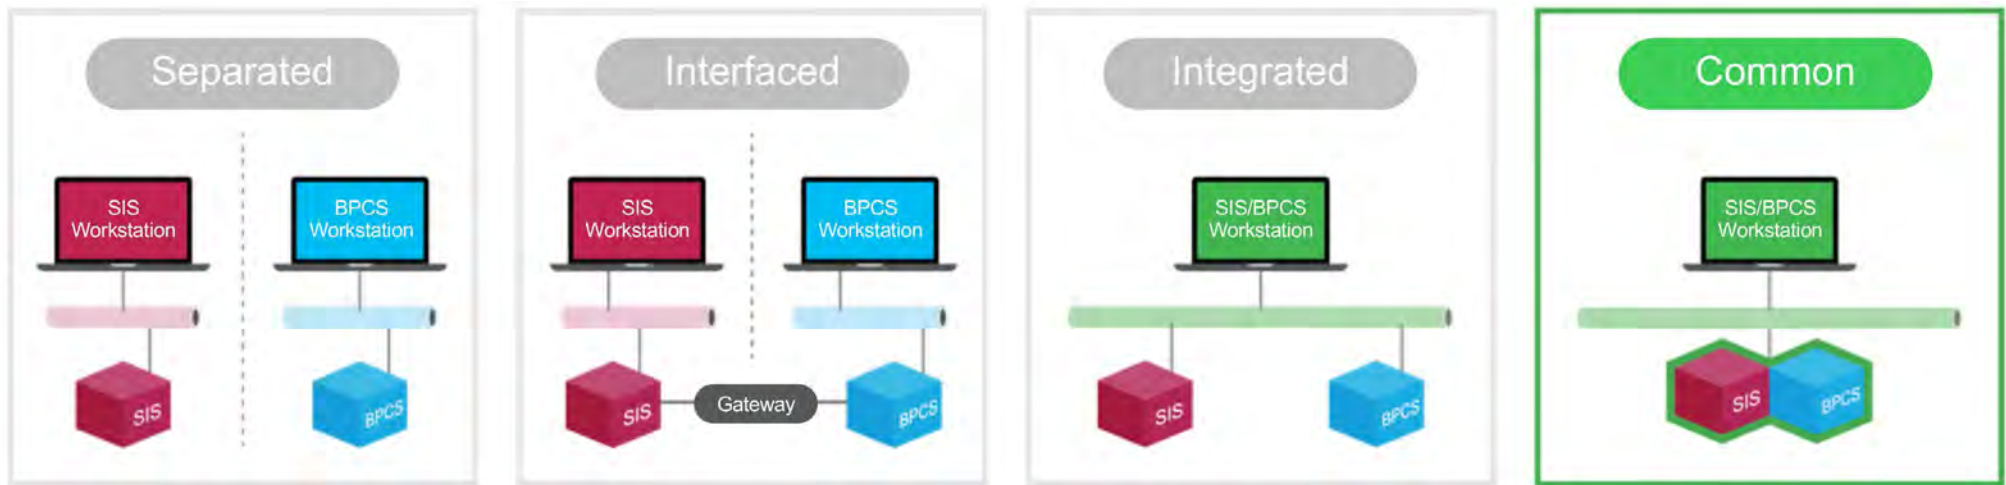 Separated
SIS
Workstation
BPCS
Workstation
SIS
BPCS
Interfaced
SIS
Workstation
BPCS
Workstation
SIS
Gateway
BPCS
Integrated
SIS/BPCS
Workstation
SIS
BPCS
Common
SIS/BPCS
Workstation
SIS
BPCS